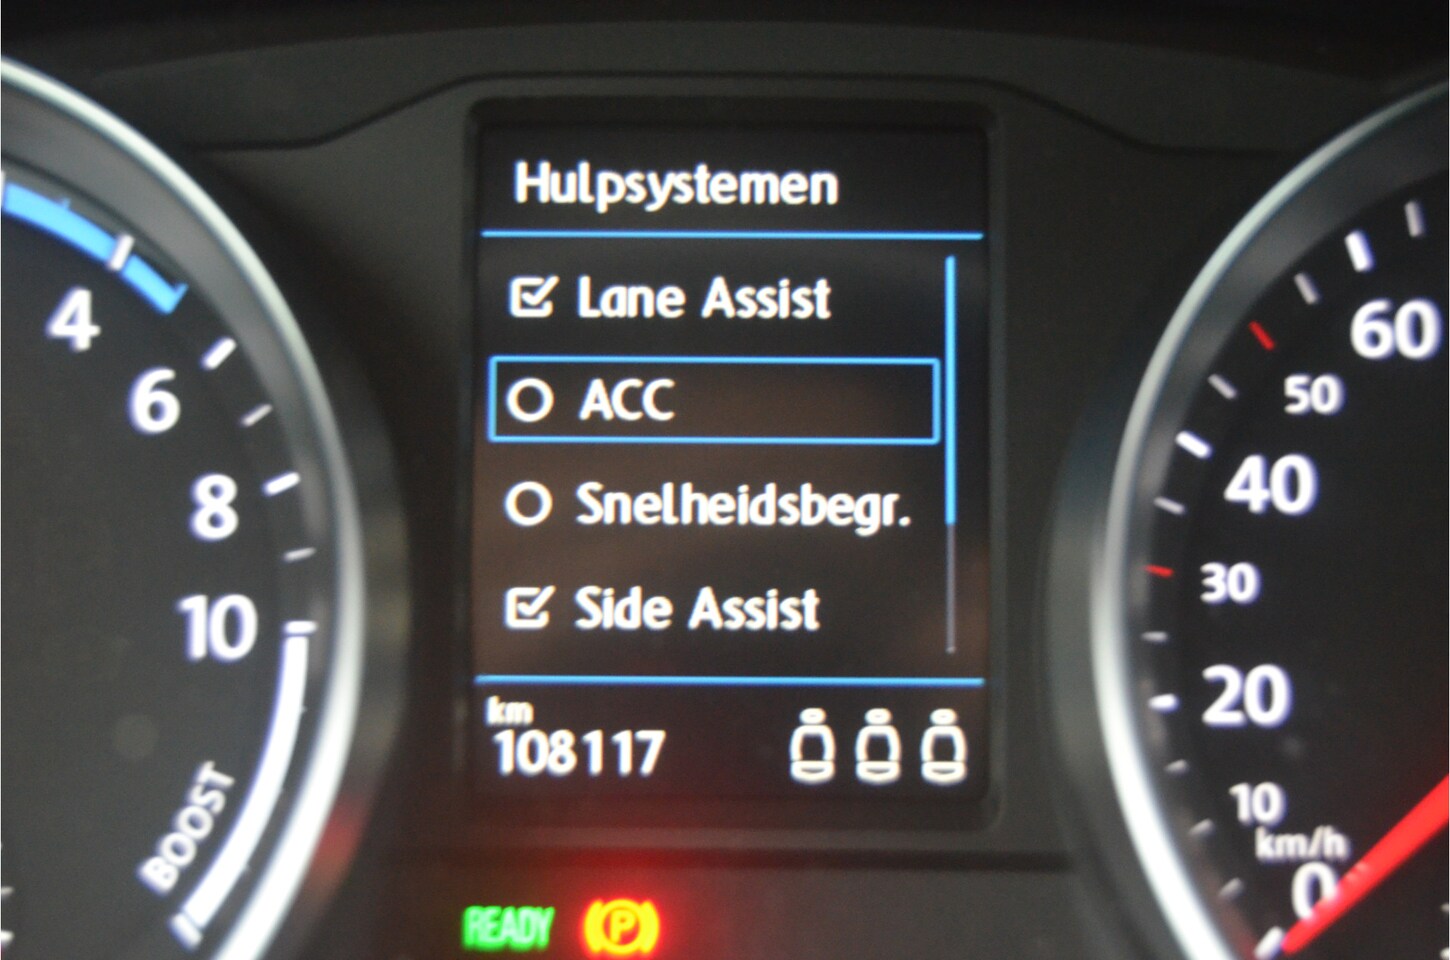 Hulpsystemen
Lane Assist
ACC
Snelheidsbegr.
Side Assist
km
108117
4
6
8
10
BOOST
60
50
40
30
20
10
km/h
0
READY
P